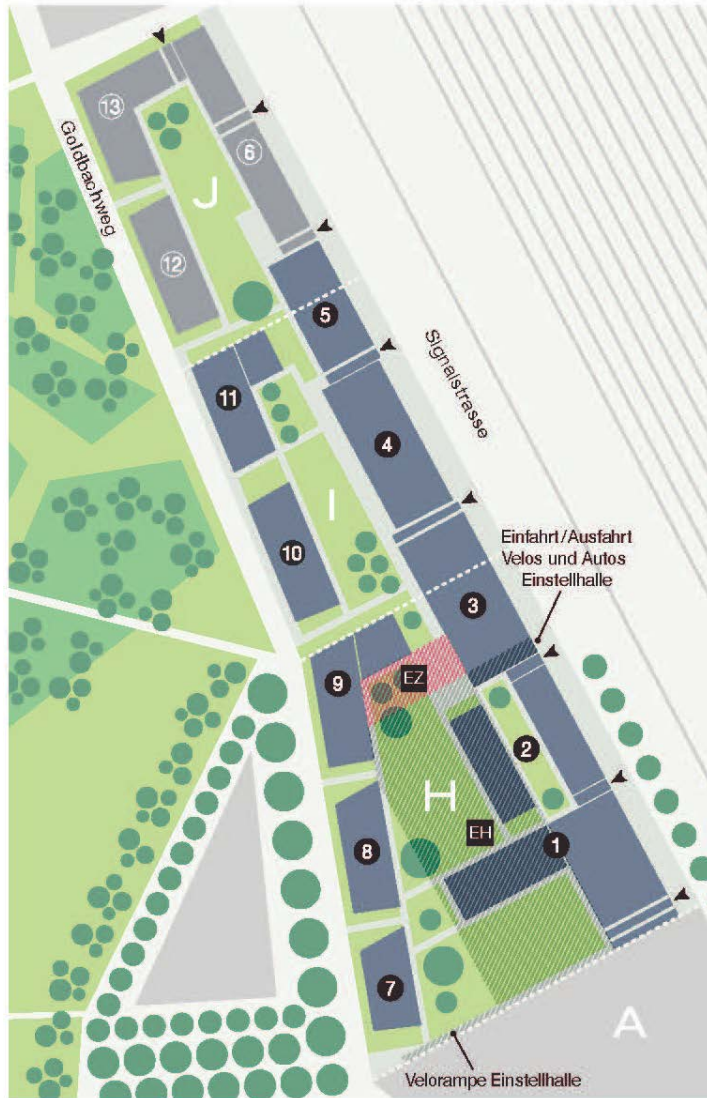 13
6
Goldbachweg
J
12
5
Signalstrasse
11
4
I
10
Einfahrt/Ausfahrt
Velos und Autos
Einstellhalle
3
9
EZ
2
H
EH
1
8
7
A
Velorampe Einstellhalle